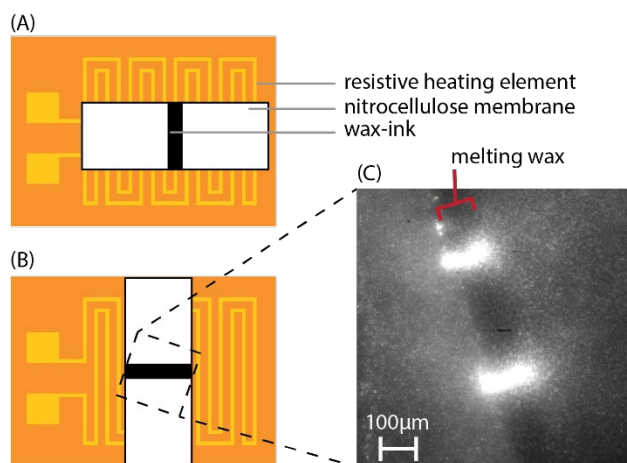 (A)
resistive heating element
nitrocellulose membrane
wax-ink
melting wax
(C)
(B)
100μm